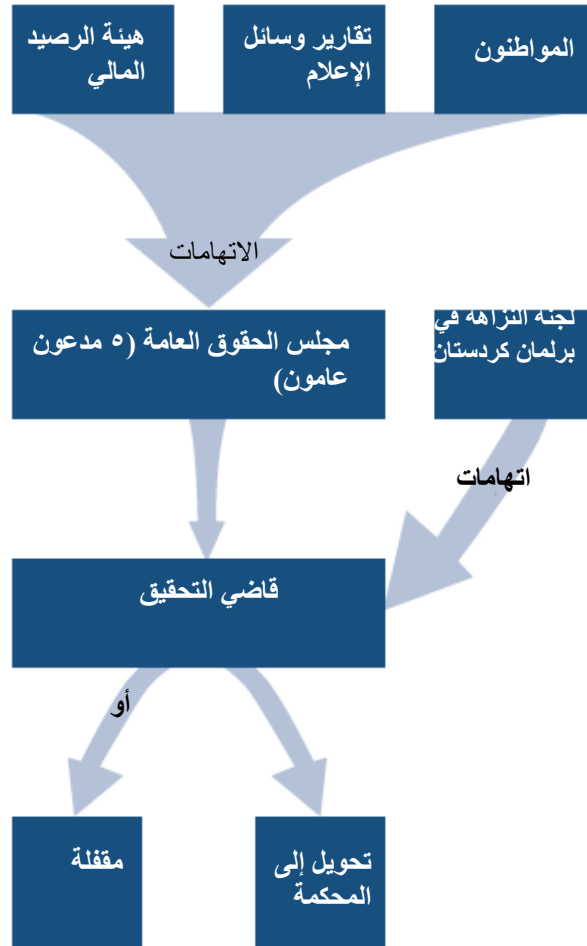 المواطنون
تقارير وسائل
الإعلام
هيئة الرصيد
المالي
الاتهامات
لجنة النزاهة في
برلمان كردستان
مجلس الحقوق العامة (٥ مدعون
عامون)
اتهامات
قاضي التحقيق
أو
تحويل إلى
المحكمة
مقفلة